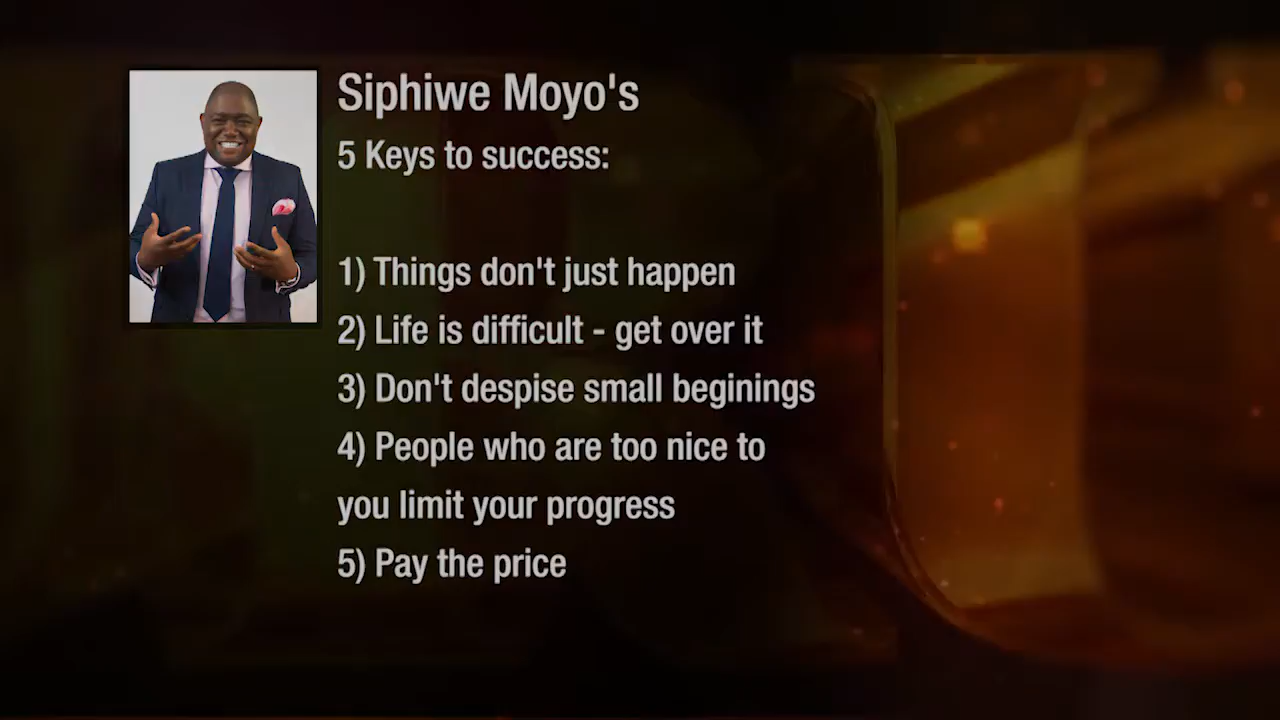 Siphiwe Moyo's
5 Keys to success:
1) Things don't just happen
2) Life is difficult - get over it
3) Don't despise small beginings
4) People who are too nice to
you limit your progress
5) Pay the price